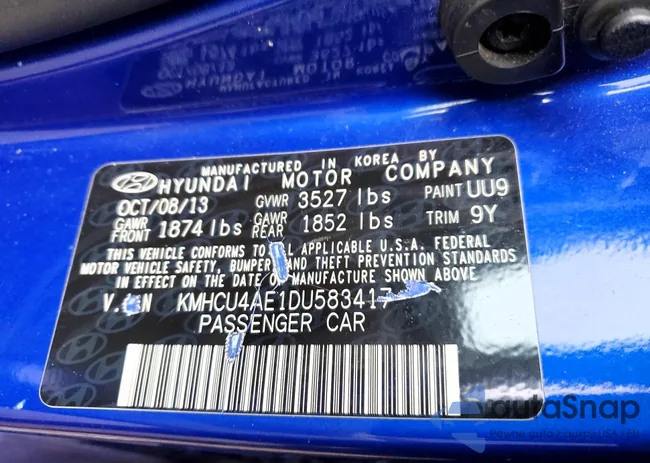 MANUFACTURED IN KOREA BY
HYUNDAI MOTOR COMPANY
OCT/08/13 GVWR 3527 lbs PAINT UU9
GAWR FRONT 1874 lbs GAWR REAR 1852 lbs TRIM 9Y
THIS VEHICLE CONFORMS TO ALL APPLICABLE U.S.A. FEDERAL
MOTOR VEHICLE SAFETY, BUMPER AND THEFT PREVENTION STANDARDS
IN EFFECT ON THE DATE OF MANUFACTURE SHOWN ABOVE
KMHCU4AE1DU583417
PASSENGER CAR
autoSnap